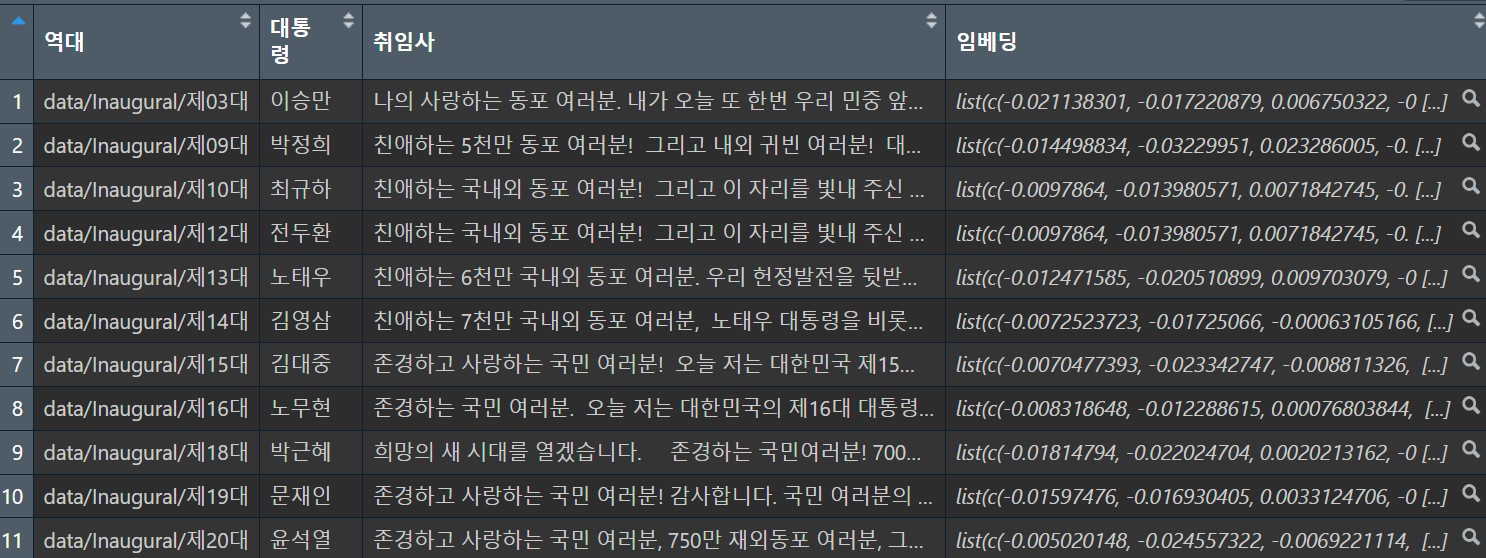 역대 대통령 취임사 임베딩
1 data/Inaugural/제03대 이승만 나의 사랑하는 동포 여러분. 내가 오늘 또 한번 우리 민중 앞... list(c(-0.021138301, -0.017220879, 0.006750322, -0 [...]
2 data/Inaugural/제09대 박정희 친애하는 5천만 동포 여러분! 그리고 내외 귀빈 여러분! 대... list(c(-0.014498834, -0.03229951, 0.023286005, -0. [...]
3 data/Inaugural/제10대 최규하 친애하는 국내외 동포 여러분! 그리고 이 자리를 빛내 주신 ... list(c(-0.0097864, -0.013980571, 0.0071842745, -0. [...]
4 data/Inaugural/제12대 전두환 친애하는 국내외 동포 여러분! 그리고 이 자리를 빛내 주신 ... list(c(-0.0097864, -0.013980571, 0.0071842745, -0. [...]
5 data/Inaugural/제13대 노태우 친애하는 6천만 국내외 동포 여러분. 우리 헌정발전을 뒷받... list(c(-0.012471585, -0.020510899, 0.009703079, -0 [...]
6 data/Inaugural/제14대 김영삼 친애하는 7천만 국내외 동포 여러분, 노태우 대통령을 비롯... list(c(-0.0072523723, -0.01725066, -0.00063105166, [...]
7 data/Inaugural/제15대 김대중 존경하고 사랑하는 국민 여러분! 오늘 저는 대한민국 제15... list(c(-0.0070477393, -0.023342747, -0.008811326, [...]
8 data/Inaugural/제16대 노무현 존경하는 국민 여러분. 오늘 저는 대한민국의 제16대 대통령... list(c(-0.008318648, -0.012288615, 0.00076803844, [...]
9 data/Inaugural/제18대 박근혜 희망의 새 시대를 열겠습니다. 존경하는 국민여러분! 700... list(c(-0.01814794, -0.022024704, 0.0020213162, -0 [...]
10 data/Inaugural/제19대 문재인 존경하고 사랑하는 국민 여러분! 감사합니다. 국민 여러분의 ... list(c(-0.01597476, -0.016930405, 0.0033124706, -0 [...]
11 data/Inaugural/제20대 윤석열 존경하고 사랑하는 국민 여러분, 750만 재외동포 여러분, 그... list(c(-0.005020148, -0.024557322, -0.0069221114, [...]